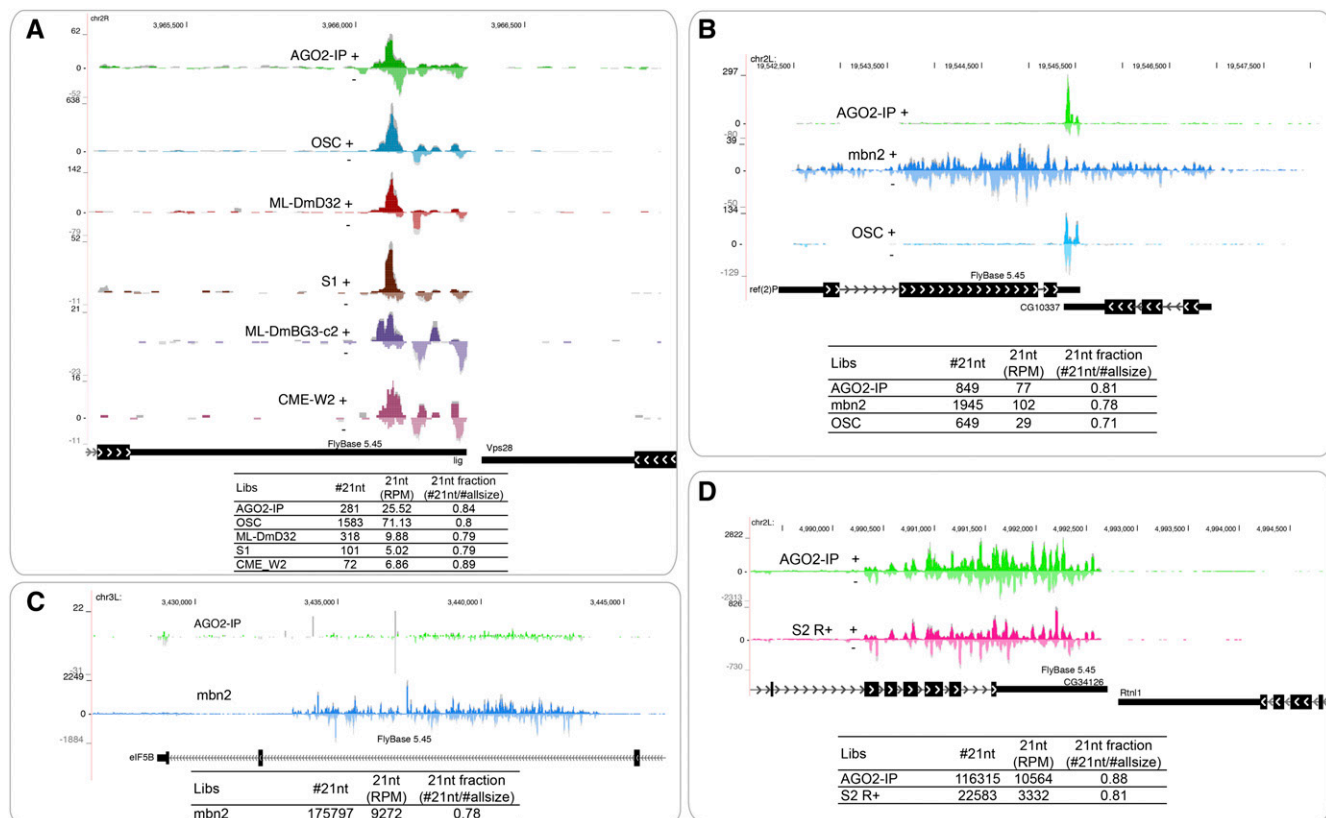 A
chr2R
3,965,500
3,966,000
3,966,500
62
AGO2-IP +
0
-
-52
638
OSC +
0
-
142
ML-DmD32 +
0
-
-79
52
S1 +
0
-
-11
21
ML-DmBG3-c2 +
0
-
-23
16
CME-W2 +
0
-
-11
FlyBase 5.45
lig
Vps28
Libs #21nt 21nt (RPM) 21nt fraction (#21nt/#allsize)
AGO2-IP 281 25.52 0.84
OSC 1583 71.13 0.8
ML-DmD32 318 9.88 0.79
S1 101 5.02 0.79
CME_W2 72 6.86 0.89
B
chr2L:
19,542,500
19,543,500
19,544,500
19,545,500
19,546,500
19,547,500
297
AGO2-IP +
0
-80
39
mbn2 +
0
-
-50
134
OSC +
0
-
-129
FlyBase 5.45
ref(2)P
CG10337
Libs #21nt 21nt (RPM) 21nt fraction (#21nt/#allsize)
AGO2-IP 849 77 0.81
mbn2 1945 102 0.78
OSC 649 29 0.71
C
chr3L:
3,430,000
3,435,000
3,440,000
3,445,000
22
AGO2-IP
-31
2249
mbn2
0
-1884
FlyBase 5.45
eIF5B
Libs #21nt 21nt (RPM) 21nt fraction (#21nt/#allsize)
mbn2 175797 9272 0.78
D
chr2L:
4,990,000
4,990,500
4,991,000
4,991,500
4,992,000
4,992,500
4,993,000
4,993,500
4,994,000
4,994,500
2822
AGO2-IP +
0
-
-2313
826
S2 R+ +
0
-
-730
FlyBase 5.45
CG34126
Rtnl1
Libs #21nt 21nt (RPM) 21nt fraction (#21nt/#allsize)
AGO2-IP 116315 10564 0.88
S2 R+ 22583 3332 0.81